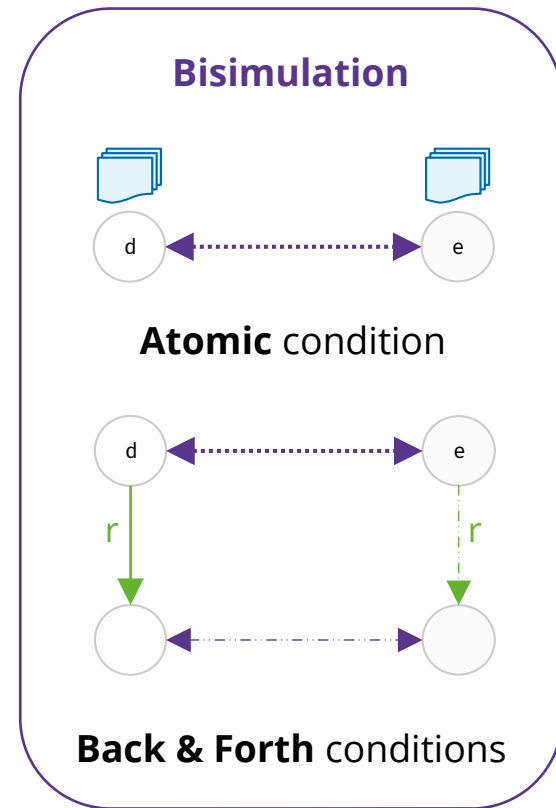 Bisimulation
d e
Atomic condition
d e
r r
Back & Forth conditions